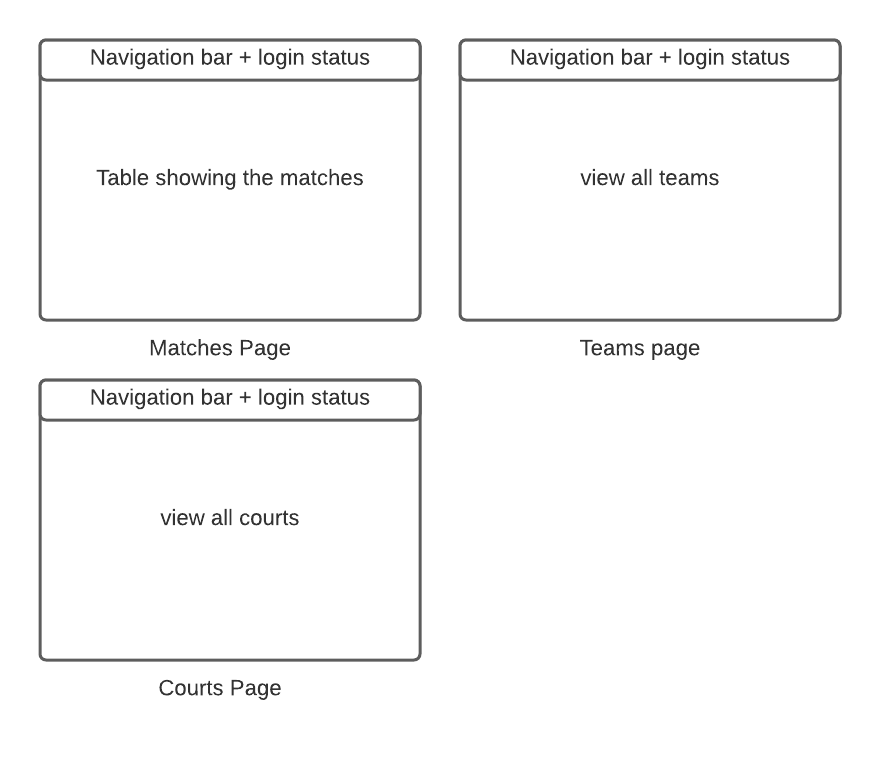 Navigation bar + login status
Table showing the matches
Matches Page
Navigation bar + login status
view all teams
Teams page
Navigation bar + login status
view all courts
Courts Page